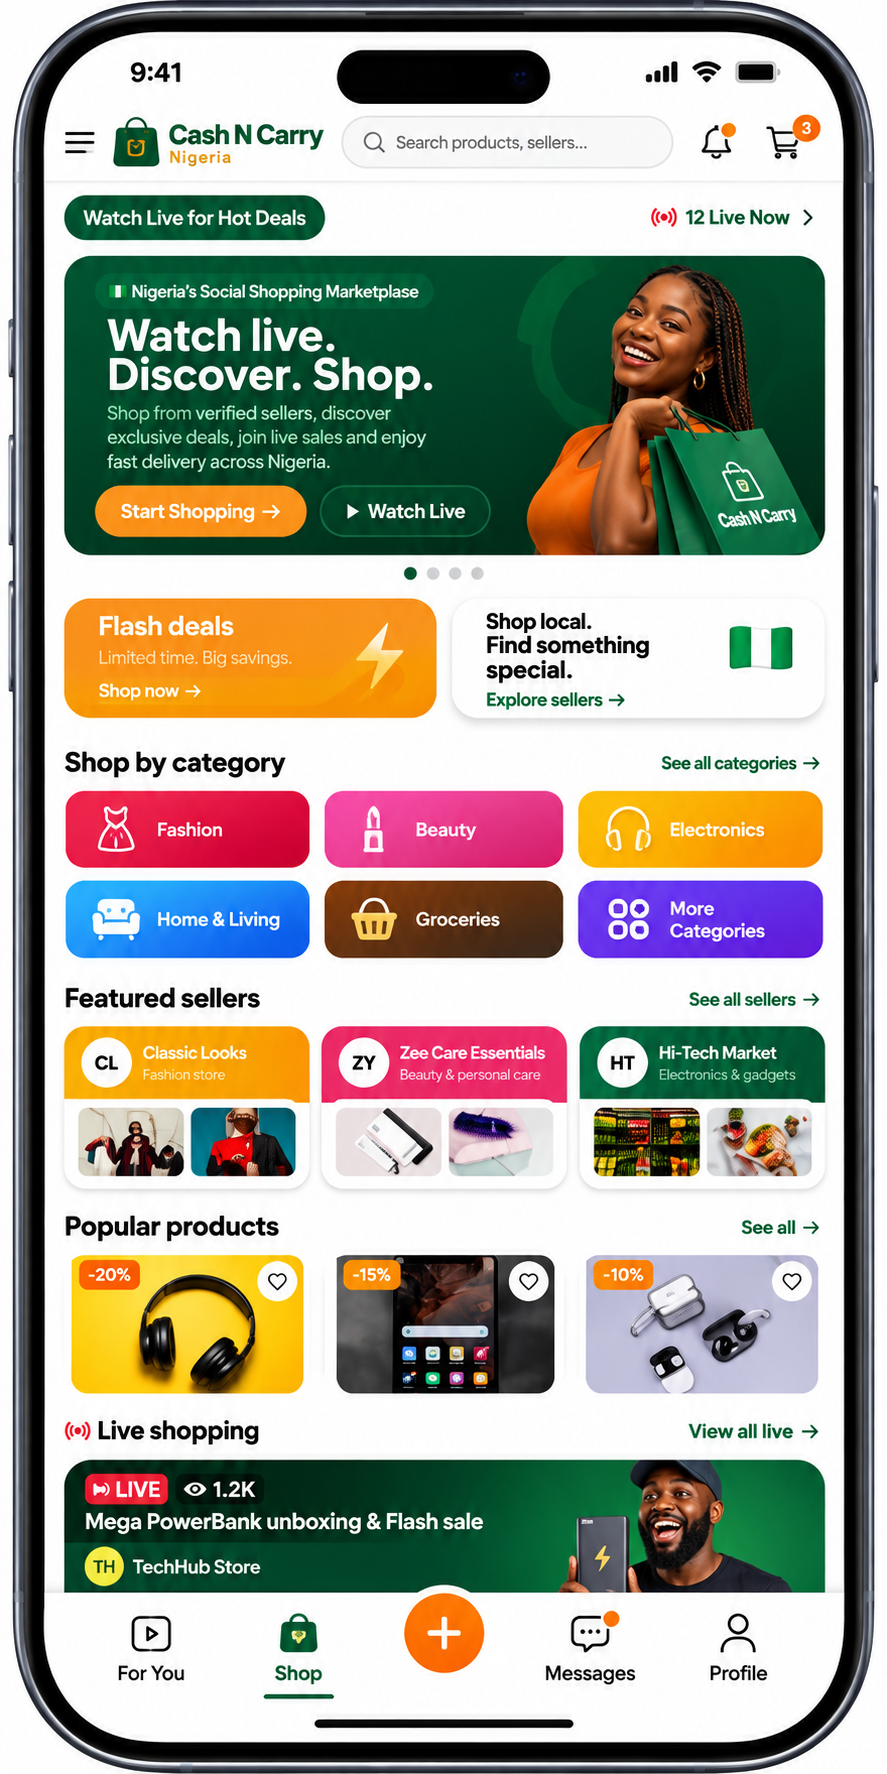 9:41
Cash N Carry
Nigeria
Search products, sellers...
3
Watch Live for Hot Deals
12 Live Now
Nigeria's Social Shopping Marketplase
Watch live.
Discover. Shop.
Shop from verified sellers, discover
exclusive deals, join live sales and enjoy
fast delivery across Nigeria.
Start Shopping →
Watch Live
Cash N Carry
Flash deals
Limited time. Big savings.
Shop now →
Shop local.
Find something
special.
Explore sellers →
Shop by category
See all categories →
Fashion
Beauty
Electronics
Home & Living
Groceries
More
Categories
Featured sellers
See all sellers →
CL
Classic Looks
Fashion store
ZY
Zee Care Essentials
Beauty & personal care
HT
Hi-Tech Market
Electronics & gadgets
Popular products
See all →
-20%
-15%
-10%
Live shopping
View all live →
LIVE
1.2K
Mega PowerBank unboxing & Flash sale
TH
TechHub Store
For You
Shop
Messages
Profile